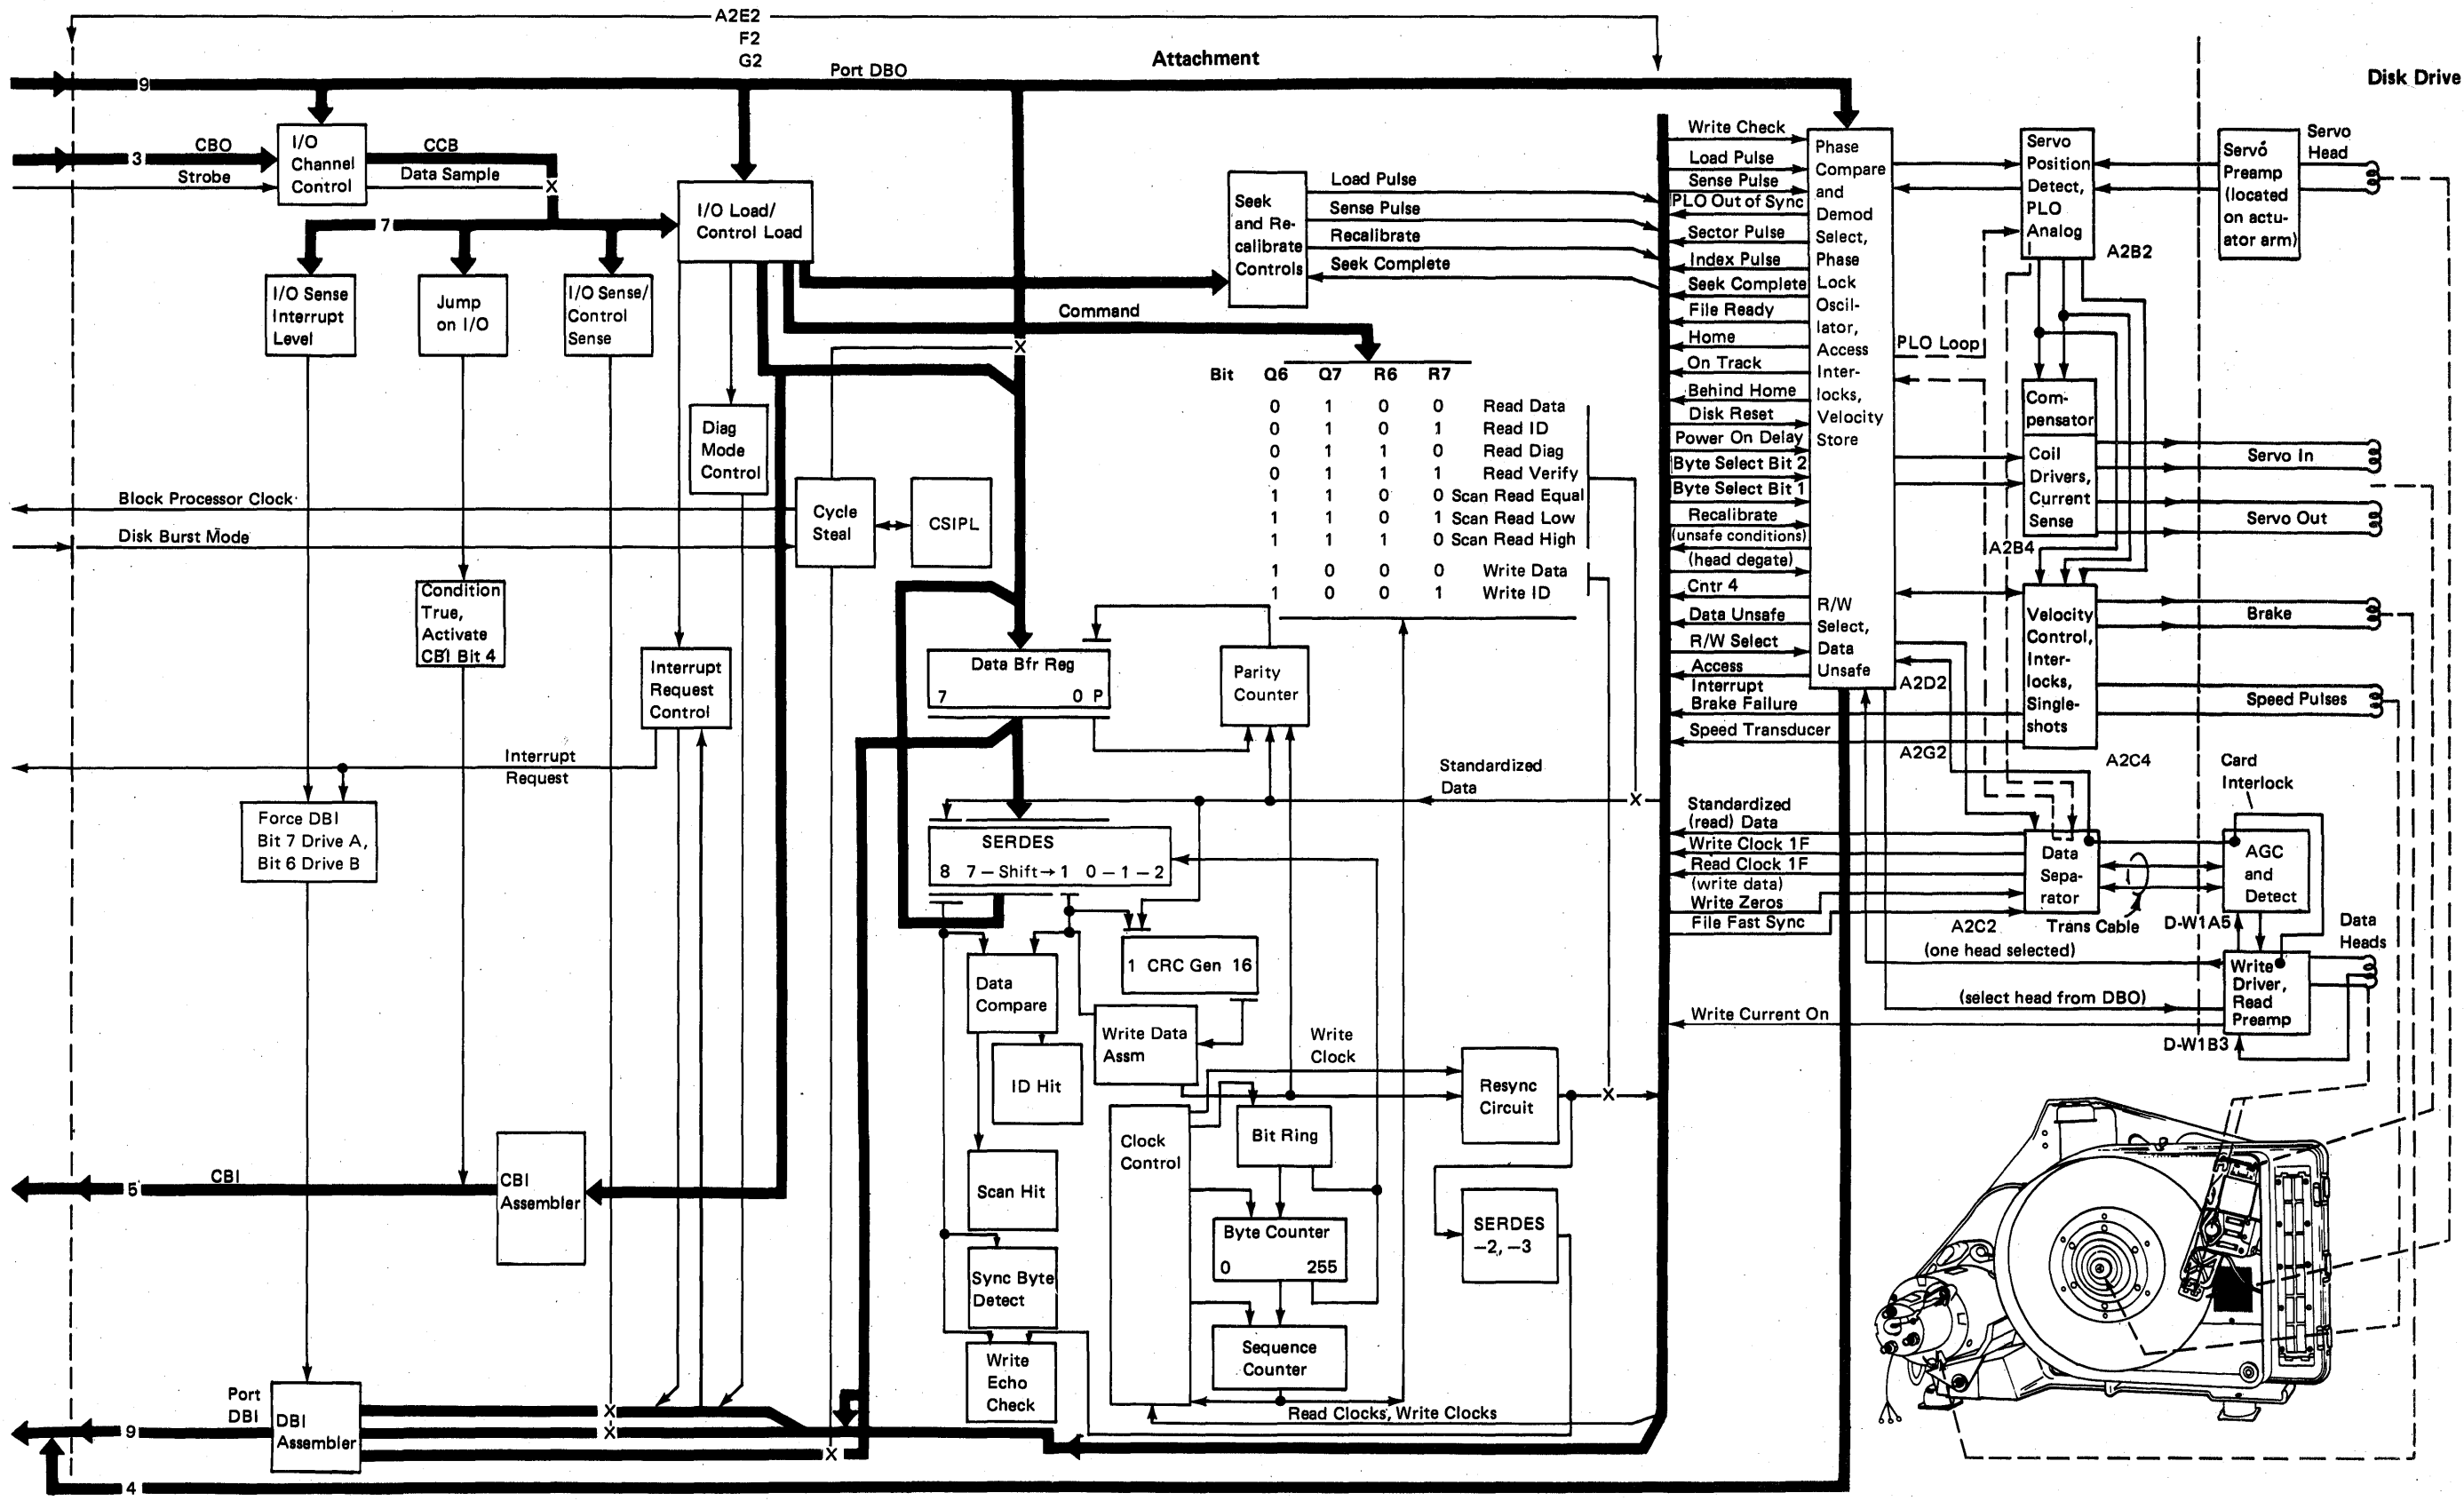 A2E2
F2
G2
Attachment
Disk Drive
Port DBO
9
3
CBO
Strobe
I/O
Channel
Control
CCB
Data Sample
X
7
I/O Load/
Control Load
I/O Sense
Interrupt
Level
Jump
on I/O
I/O Sense/
Control
Sense
Seek
and Re-
calibrate
Controls
Load Pulse
Sense Pulse
Recalibrate
Seek Complete
Command
X
Bit Q6 Q7 R6 R7
0 1 0 0 Read Data
0 1 0 1 Read ID
0 1 1 0 Read Diag
0 1 1 1 Read Verify
1 1 0 0 Scan Read Equal
1 1 0 1 Scan Read Low
1 1 1 0 Scan Read High
1 0 0 0 Write Data
1 0 0 1 Write ID
Diag
Mode
Control
Block Processor Clock
Disk Burst Mode
Cycle
Steal
CSIPL
Condition
True,
Activate
CBI Bit 4
Interrupt
Request
Control
Interrupt
Request
Force DBI
Bit 7 Drive A,
Bit 6 Drive B
Data Bfr Reg
7 0 P
Parity
Counter
Standardized
Data
X
SERDES
8 7 – Shift → 1 0 – 1 – 2
Data
Compare
1 CRC Gen 16
Write Data
Assm
ID Hit
Write
Clock
Resync
Circuit
X
Clock
Control
Bit Ring
Scan Hit
Byte Counter
0 255
SERDES
–2, –3
Sync Byte
Detect
Sequence
Counter
Write
Echo
Check
Read Clocks, Write Clocks
5
CBI
CBI
Assembler
Port
DBI
9
DBI
Assembler
X
X
X
4
Write Check
Load Pulse
Sense Pulse
PLO Out of Sync
Sector Pulse
Index Pulse
Seek Complete
File Ready
Home
On Track
Behind Home
Disk Reset
Power On Delay
Byte Select Bit 2
Byte Select Bit 1
Recalibrate
(unsafe conditions)
(head degate)
Cntr 4
Data Unsafe
R/W Select
Access
Interrupt
Brake Failure
Speed Transducer
Standardized
(read) Data
Write Clock 1F
Read Clock 1F
(write data)
Write Zeros
File Fast Sync
Write Current On
Phase
Compare
and
Demod
Select,
Phase
Lock
Oscil-
lator,
Access
Inter-
locks,
Velocity
Store
R/W
Select,
Data
Unsafe
A2D2
A2G2
PLO Loop
Servo
Position
Detect,
PLO
Analog
A2B2
Com-
pensator
Coil
Drivers,
Current
Sense
A2B4
Velocity
Control,
Inter-
locks,
Single-
shots
A2C4
Data
Sepa-
rator
A2C2
Trans Cable
(one head selected)
(select head from DBO)
Servo
Preamp
(located
on actu-
ator arm)
Servo
Head
Servo In
Servo Out
Brake
Speed Pulses
Card
Interlock
AGC
and
Detect
D-W1A5
Data
Heads
Write
Driver,
Read
Preamp
D-W1B3